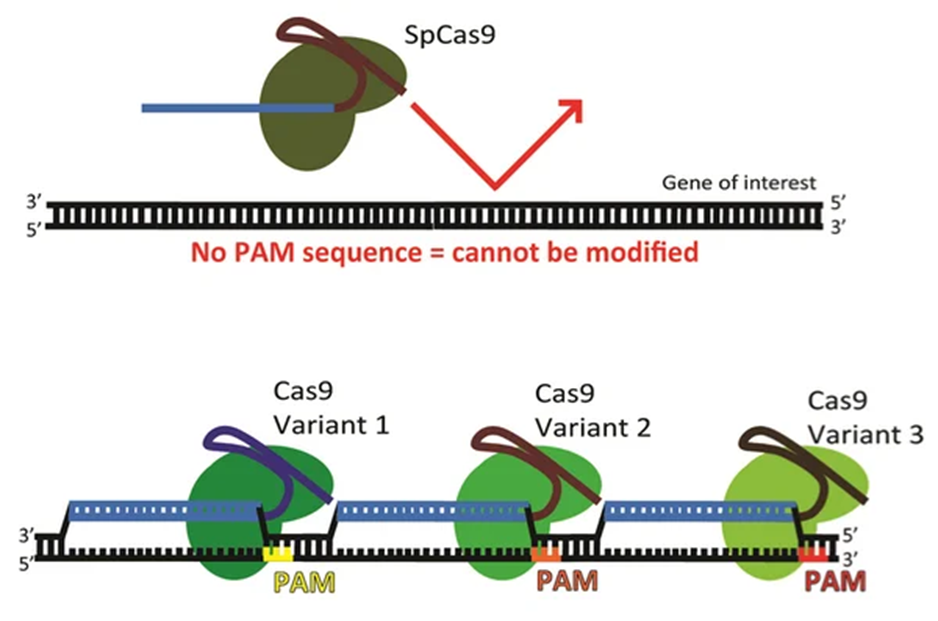 SpCas9
Gene of interest
3’ 5’
5’ 3’
No PAM sequence = cannot be modified
Cas9
Variant 1
Cas9
Variant 2
Cas9
Variant 3
3’ 5’
5’ 3’
PAM PAM PAM